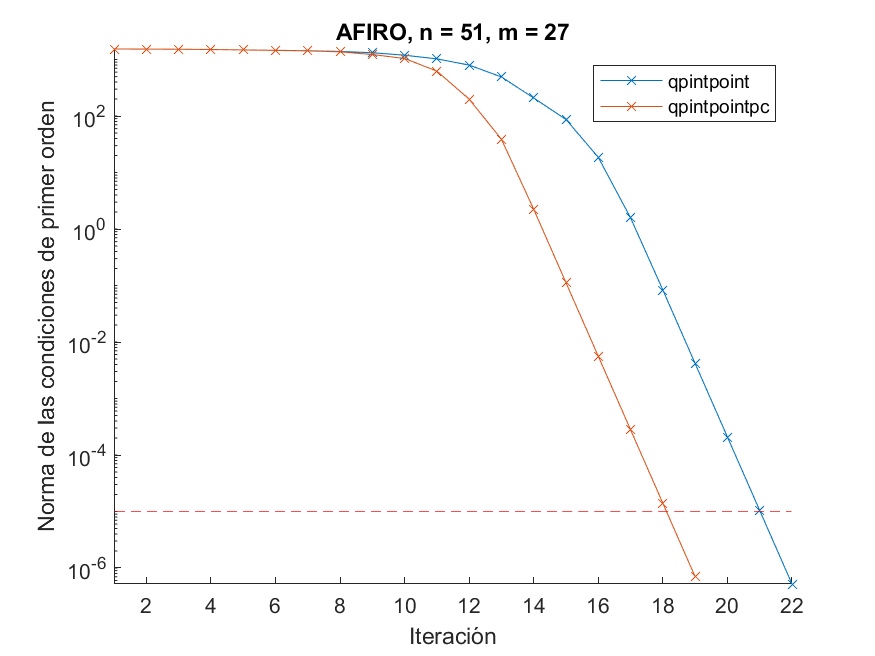 AFIRO, n = 51, m = 27
qpintpoint
qpintpointpc
Norma de las condiciones de primer orden
10^2
10^0
10^-2
10^-4
10^-6
2 4 6 8 10 12 14 16 18 20 22
Iteración